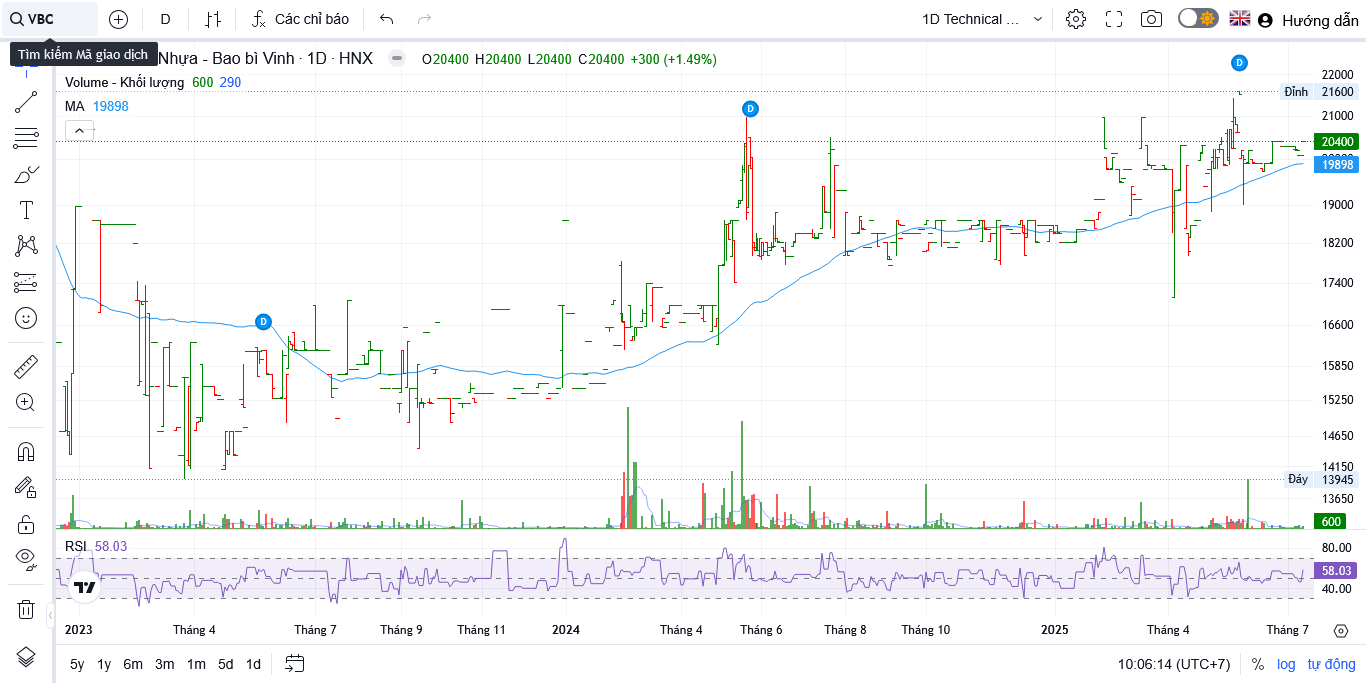 VBC
D
Các chỉ báo
1D Technical ...
Hướng dẫn
Tìm kiếm Mã giao dịch
Nhựa - Bao bì Vinh · 1D · HNX
O20400 H20400 L20400 C20400 +300 (+1.49%)
Volume - Khối lượng 600 290
MA 19898
D
D
D
22000
Đỉnh 21600
21000
20400
19898
19000
18200
17400
16600
15850
15250
14650
14150
Đáy 13945
13650
600
RSI 58.03
80.00
58.03
40.00
2023 Tháng 4 Tháng 7 Tháng 9 Tháng 11 2024 Tháng 4 Tháng 6 Tháng 8 Tháng 10 2025 Tháng 4 Tháng 7
5y 1y 6m 3m 1m 5d 1d
10:06:14 (UTC+7) % log tự động